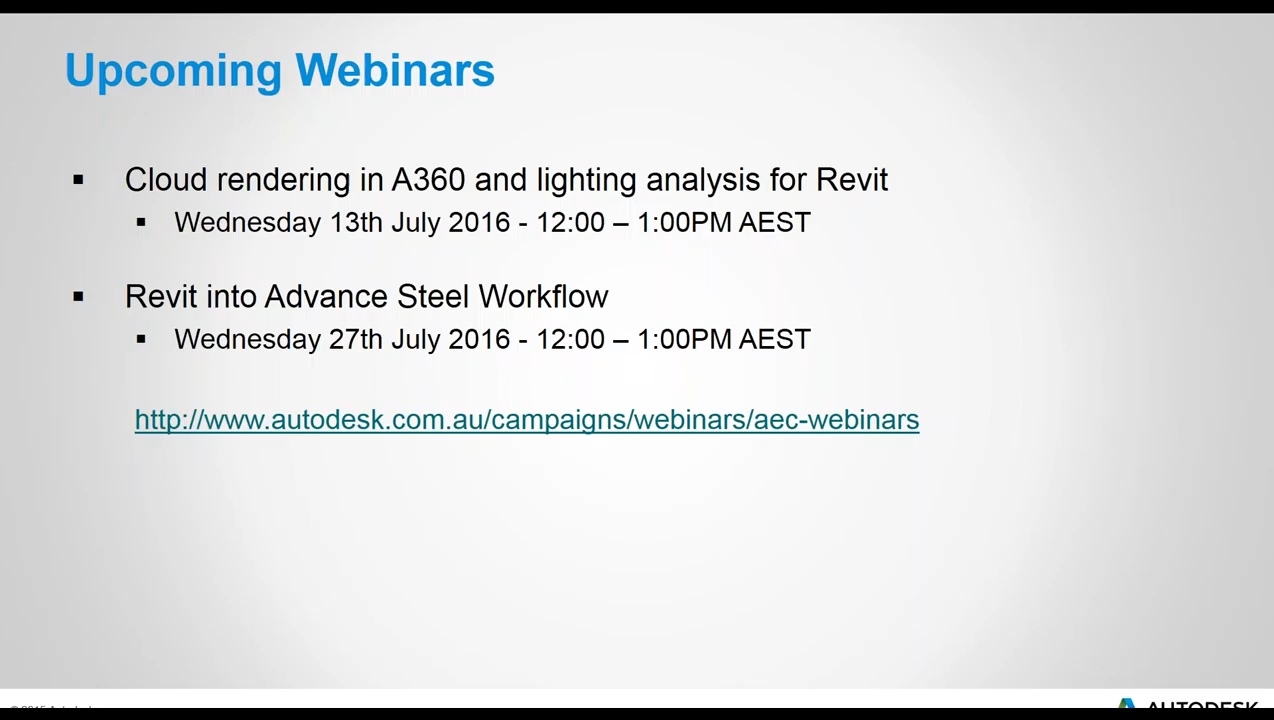 Upcoming Webinars
▪ Cloud rendering in A360 and lighting analysis for Revit
▪ Wednesday 13th July 2016 - 12:00 – 1:00PM AEST
▪ Revit into Advance Steel Workflow
▪ Wednesday 27th July 2016 - 12:00 – 1:00PM AEST
http://www.autodesk.com.au/campaigns/webinars/aec-webinars
AUTODESK